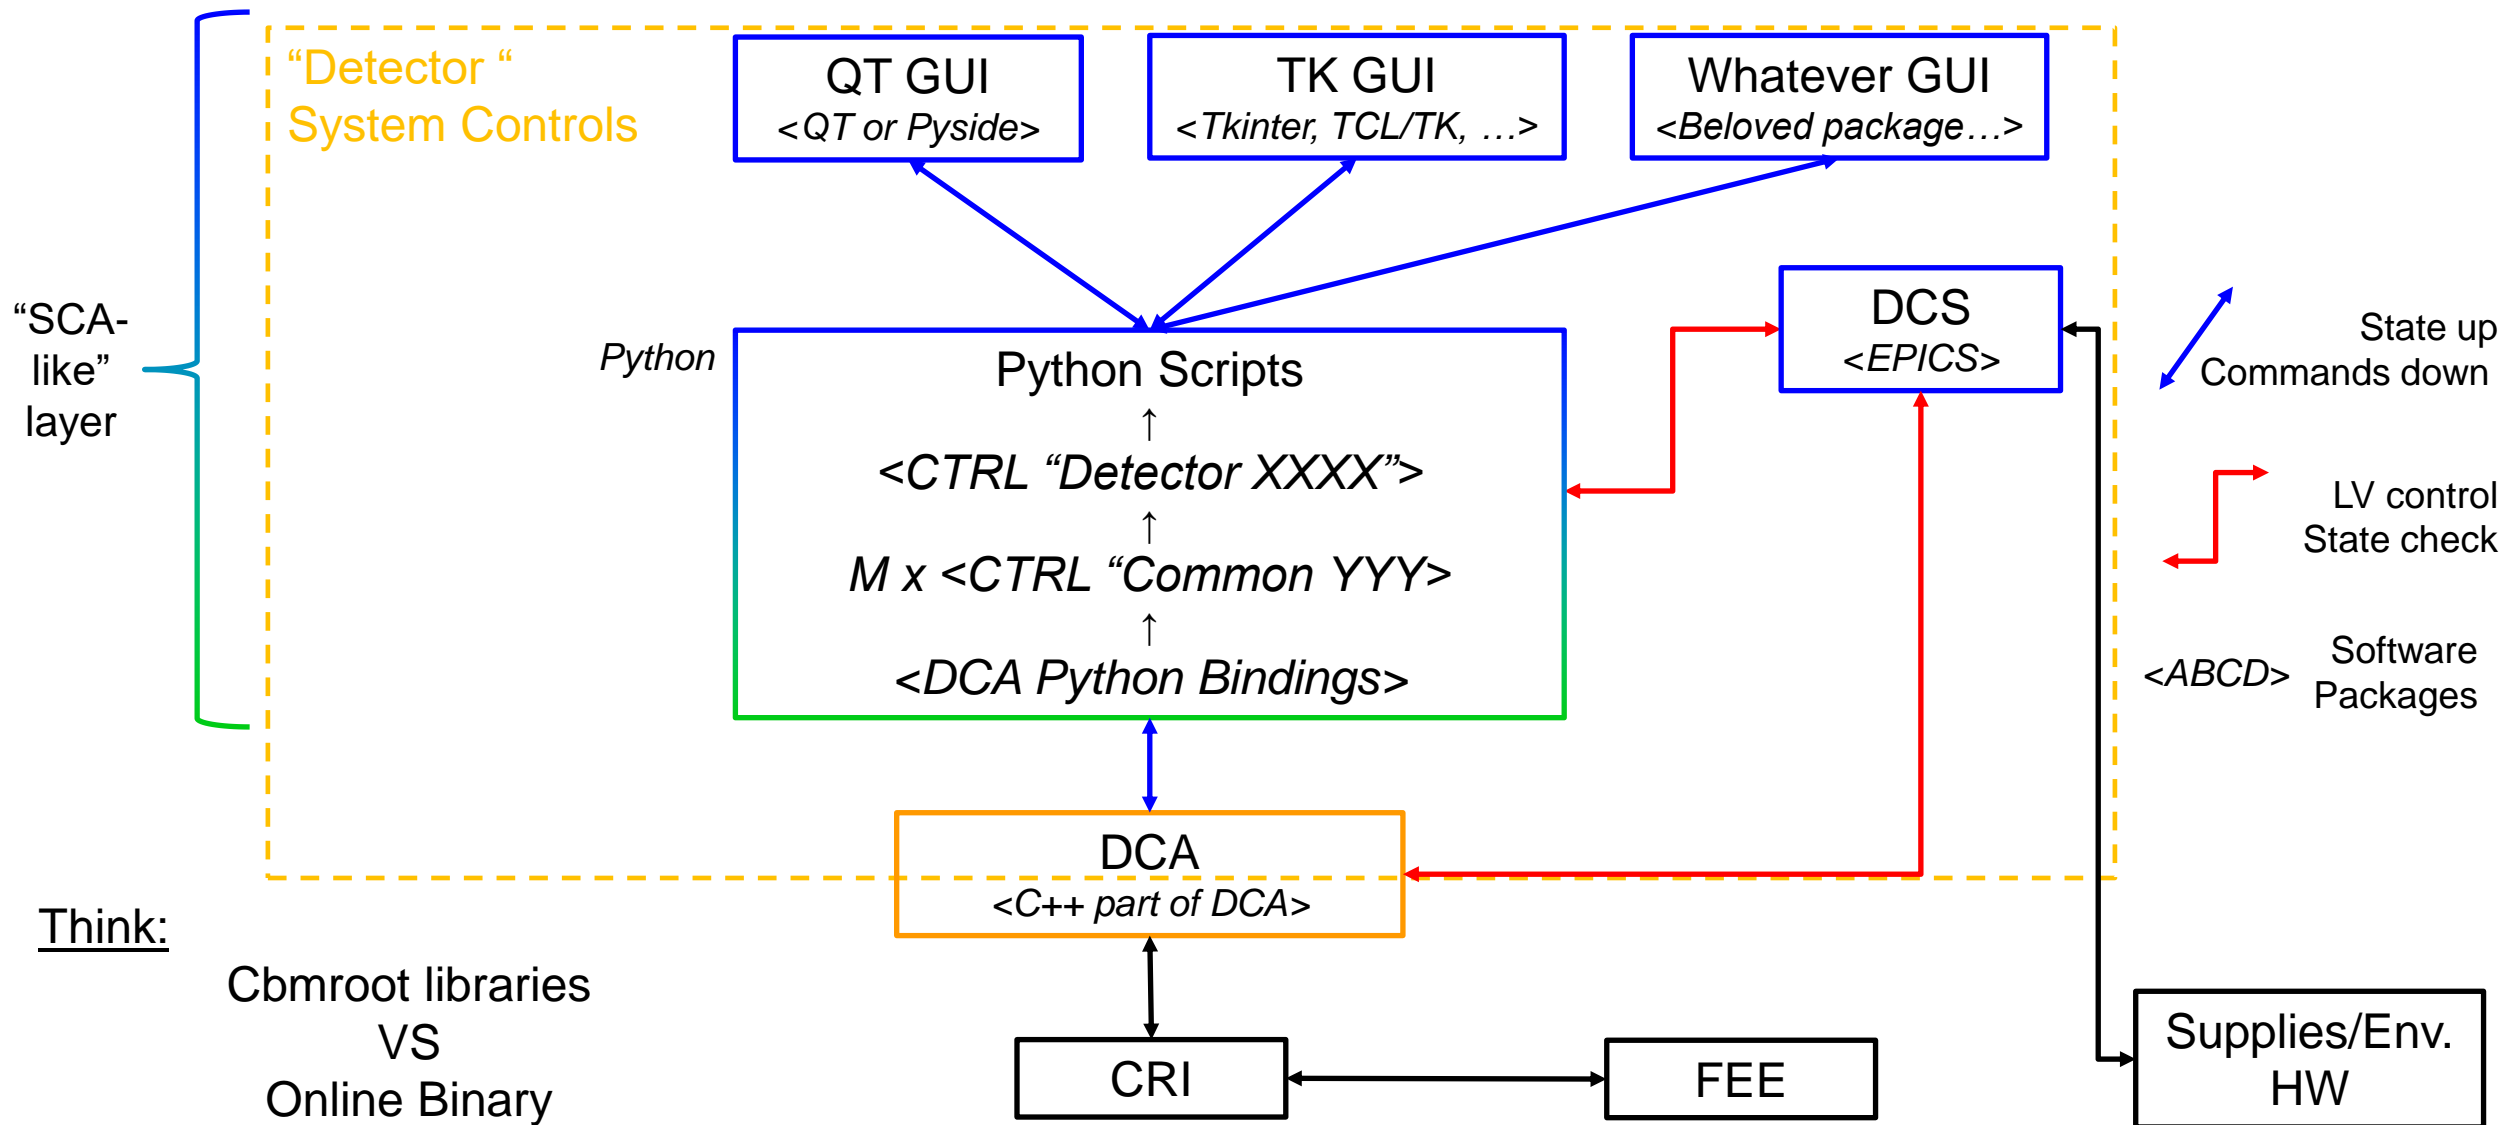 “Detector “
System Controls
QT GUI
<QT or Pyside>
TK GUI
<Tkinter, TCL/TK, …>
Whatever GUI
<Beloved package…>
“SCA-
like”
layer
Python
Python Scripts
↑
<CTRL “Detector XXXX”>
↑
M x <CTRL “Common YYY>
↑
<DCA Python Bindings>
DCS
<EPICS>
State up
Commands down
LV control
State check
<ABCD>
Software
Packages
DCA
<C++ part of DCA>
Think:
Cbmroot libraries
VS
Online Binary
CRI
FEE
Supplies/Env.
HW